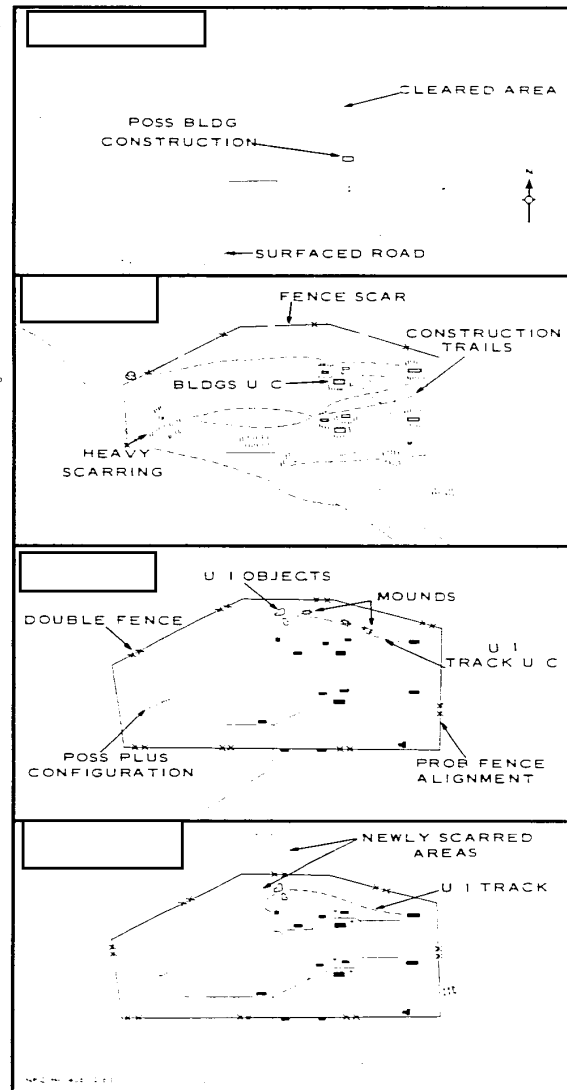 CLEARED AREA
POSS BLDG
CONSTRUCTION
SURFACED ROAD
FENCE SCAR
CONSTRUCTION
TRAILS
BLDGS U C
HEAVY
SCARRING
U I OBJECTS
MOUNDS
DOUBLE FENCE
U I
TRACK U C
POSS PLUS
CONFIGURATION
PROB FENCE
ALIGNMENT
NEWLY SCARRED
AREAS
U I TRACK